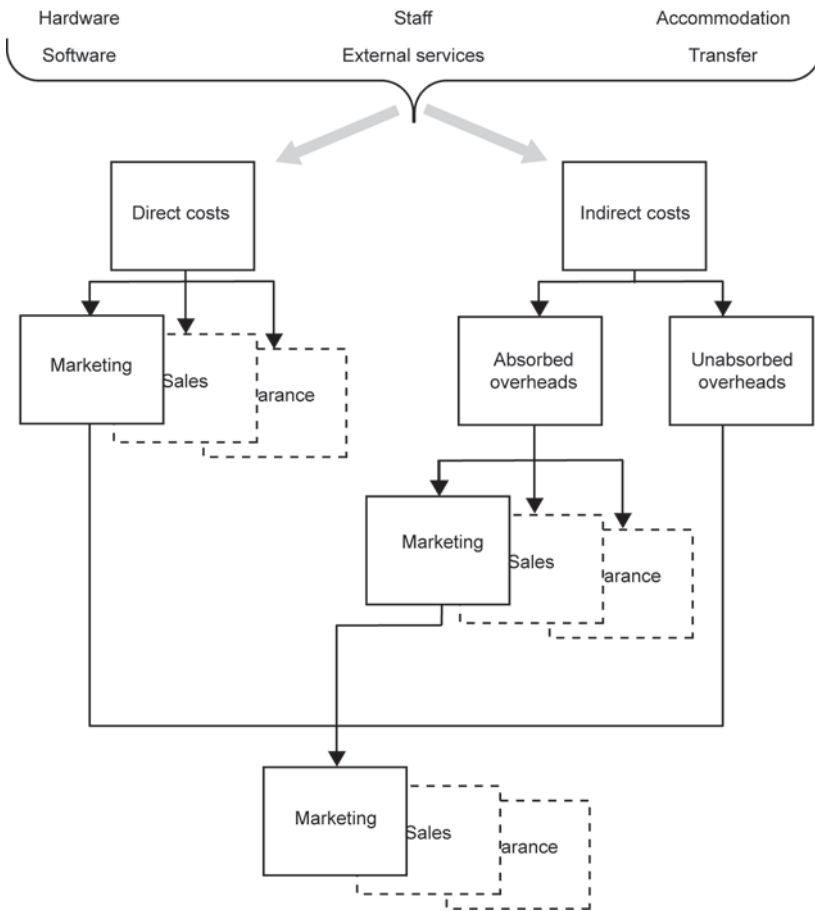 Hardware
Staff
Accommodation
Software
External services
Transfer
Direct costs
Indirect costs
Marketing
Sales
arance
Absorbed
overheads
Unabsorbed
overheads
Marketing
Sales
arance
Marketing
Sales
arance